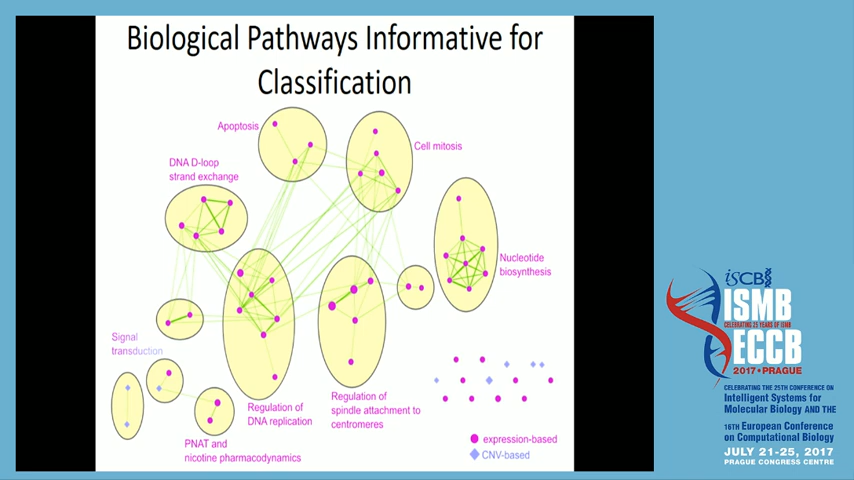 Biological Pathways Informative for
Classification
Apoptosis
Cell mitosis
DNA D-loop
strand exchange
Nucleotide
biosynthesis
Signal
transduction
Regulation of
DNA replication
Regulation of
spindle attachment to
centromeres
PNAT and
nicotine pharmacodynamics
expression-based
CNV-based
iSCB
ISMB
CELEBRATING 25 YEARS OF ISMB
ECCB
2017 • PRAGUE
CELEBRATING THE 25TH CONFERENCE ON
Intelligent Systems for
Molecular Biology AND THE
16TH European Conference
on Computational Biology
JULY 21-25, 2017
PRAGUE CONGRESS CENTRE